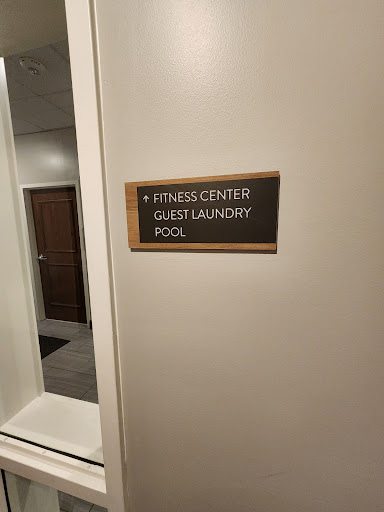 ↑ FITNESS CENTER
GUEST LAUNDRY
POOL